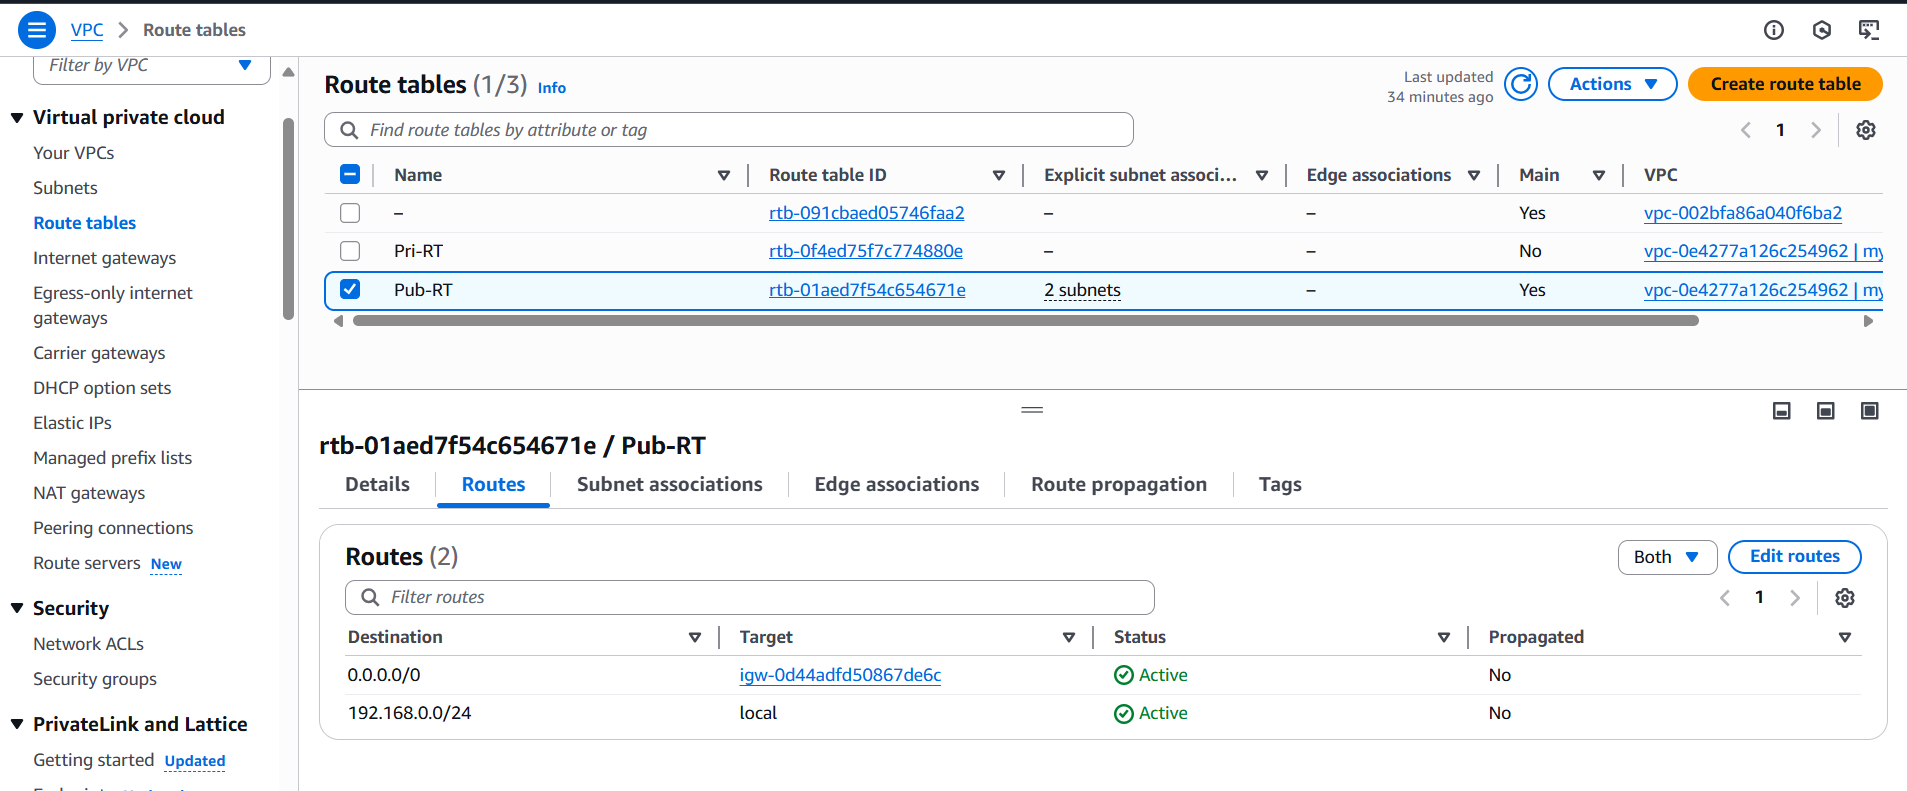 VPC > Route tables
Filter by VPC
Virtual private cloud
Your VPCs
Subnets
Route tables
Internet gateways
Egress-only internet
gateways
Carrier gateways
DHCP option sets
Elastic IPs
Managed prefix lists
NAT gateways
Peering connections
Route servers New
Security
Network ACLs
Security groups
PrivateLink and Lattice
Getting started Updated
Route tables (1/3) Info
Last updated
34 minutes ago
Actions
Create route table
Find route tables by attribute or tag
1
Name Route table ID Explicit subnet associ... Edge associations Main VPC
– rtb-091cbaed05746faa2 – – Yes vpc-002bfa86a040f6ba2
Pri-RT rtb-0f4ed75f7c774880e – – No vpc-0e4277a126c254962 | my
Pub-RT rtb-01aed7f54c654671e 2 subnets – Yes vpc-0e4277a126c254962 | my
rtb-01aed7f54c654671e / Pub-RT
Details Routes Subnet associations Edge associations Route propagation Tags
Routes (2)
Both
Edit routes
Filter routes
1
Destination Target Status Propagated
0.0.0.0/0 igw-0d44adfd50867de6c Active No
192.168.0.0/24 local Active No